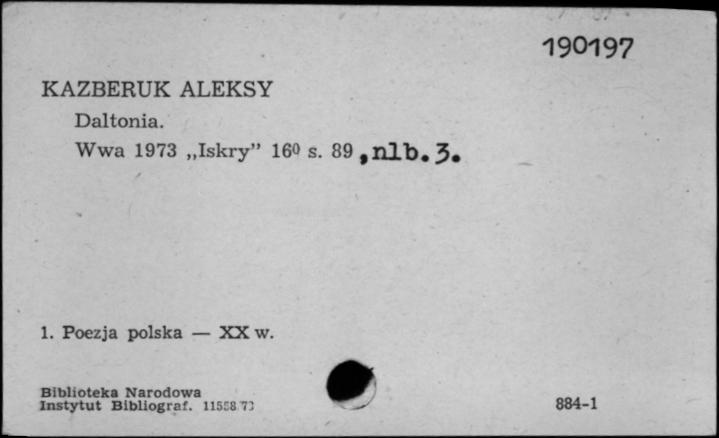 190197
KAZBERUK ALEKSY
Daltonia.
Wwa 1973 „Iskry” 16º s. 89, nlb. 3.
1. Poezja polska — XX w.
Biblioteka Narodowa
Instytut Bibliograf.
884-1